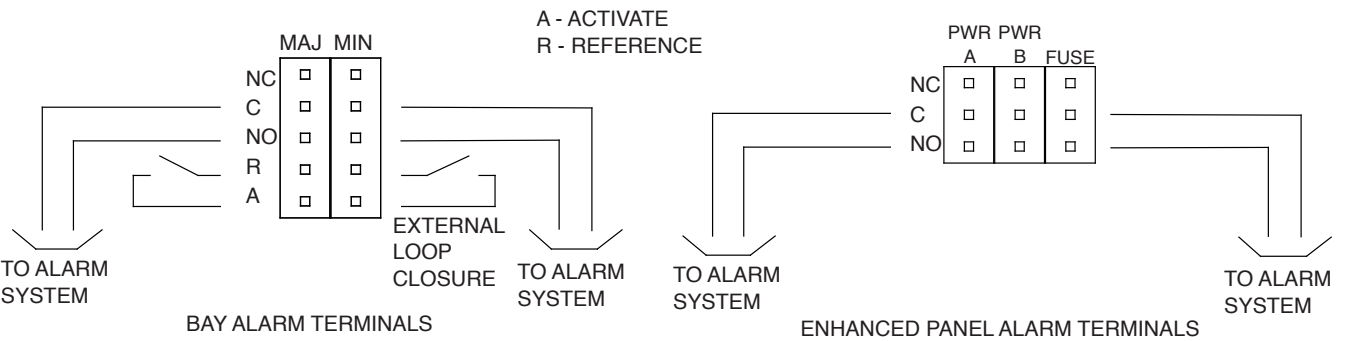 A - ACTIVATE
R - REFERENCE
MAJ MIN
NC
C
NO
R
A
EXTERNAL
LOOP
CLOSURE
TO ALARM
SYSTEM
TO ALARM
SYSTEM
BAY ALARM TERMINALS
PWR PWR
A B FUSE
NC
C
NO
TO ALARM
SYSTEM
TO ALARM
SYSTEM
ENHANCED PANEL ALARM TERMINALS